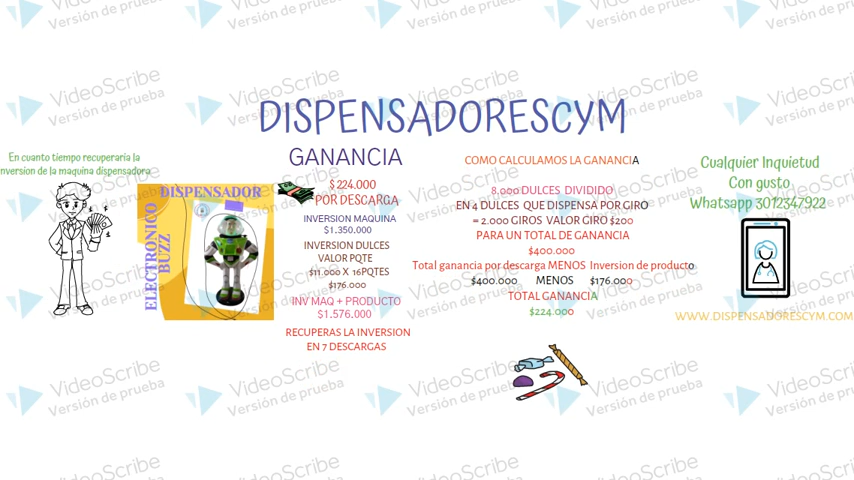 DISPENSADORESCYM
En cuanto tiempo recuperaria la
inversion de la maquina dispensadora
DISPENSADOR
ELECTRONICO
BUZZ
GANANCIA
$ 224.000
POR DESCARGA
INVERSION MAQUINA
$1.350.000
INVERSION DULCES
VALOR PQTE
$11.000 X 16PQTES
$176.000
INV MAQ + PRODUCTO
$1.576.000
RECUPERAS LA INVERSION
EN 7 DESCARGAS
COMO CALCULAMOS LA GANANCIA
8,000 DULCES DIVIDIDO
EN 4 DULCES QUE DISPENSA POR GIRO
= 2.000 GIROS VALOR GIRO $200
PARA UN TOTAL DE GANANCIA
$400.000
Total ganancia por descarga MENOS Inversion de producto
$400.000 MENOS $176.000
TOTAL GANANCIA
$224.000
Cualquier Inquietud
Con gusto
Whatsapp 3012347922
WWW.DISPENSADORESCYM.COM
VideoScribe
Versión de prueba